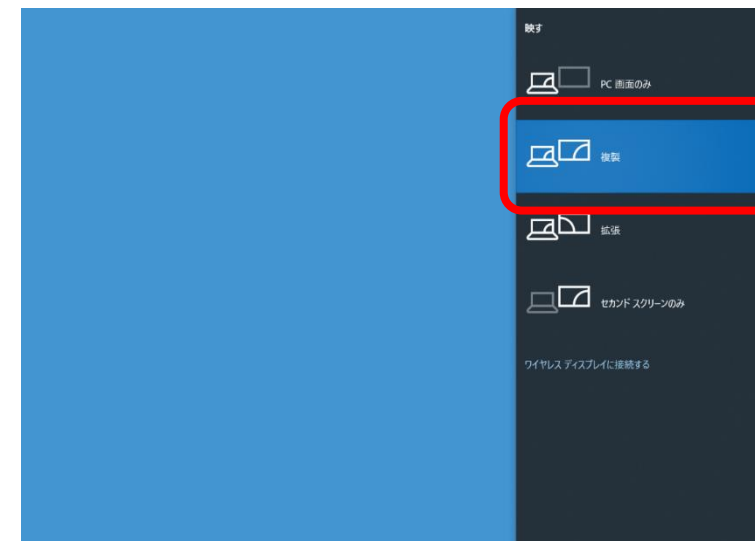 映す
PC 画面のみ
複製
拡張
セカンド スクリーンのみ
ワイヤレス ディスプレイに接続する